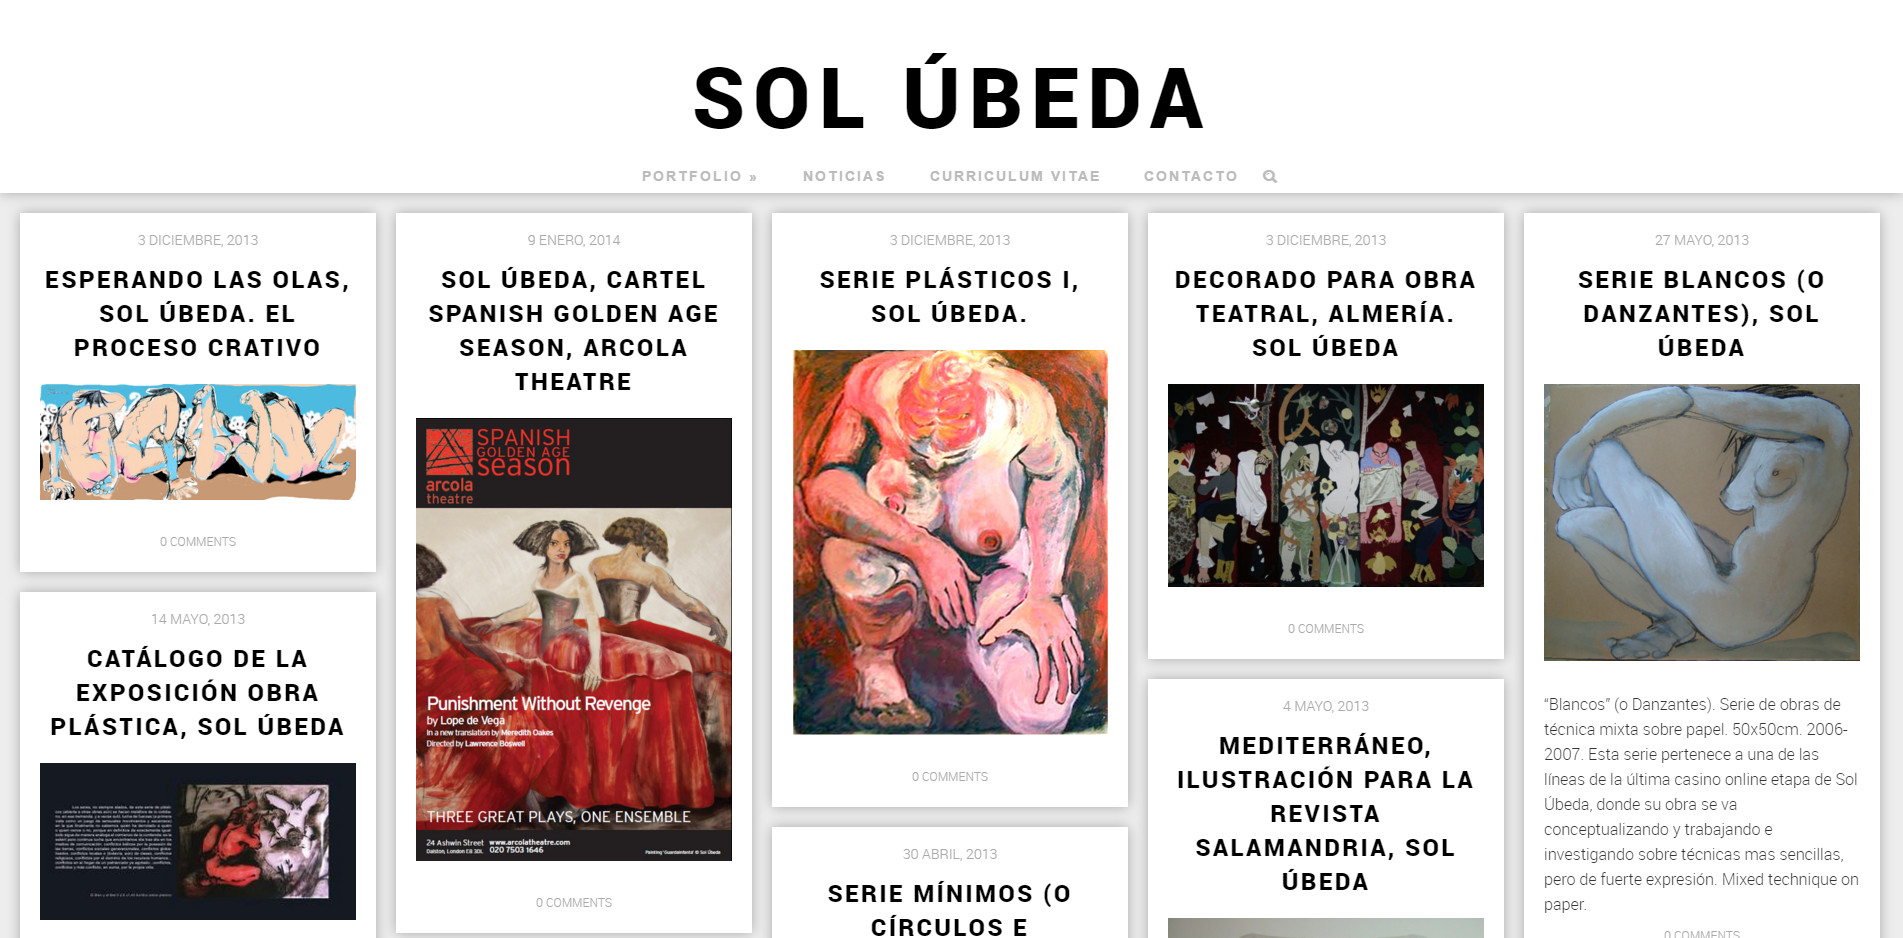 SOL ÚBEDA
PORTFOLIO »
NOTICIAS
CURRICULUM VITAE
CONTACTO
3 DICIEMBRE, 2013
ESPERANDO LAS OLAS,
SOL ÚBEDA. EL
PROCESO CRATIVO
0 COMMENTS
14 MAYO, 2013
CATÁLOGO DE LA
EXPOSICIÓN OBRA
PLÁSTICA, SOL ÚBEDA
9 ENERO, 2014
SOL ÚBEDA, CARTEL
SPANISH GOLDEN AGE
SEASON, ARCOLA
THEATRE
SPANISH
GOLDEN AGE
season
arcola
theatre
Punishment Without Revenge
by Lope de Vega
In a new translation by Meredith Oakes
Directed by Lawrence Boswell
THREE GREAT PLAYS, ONE ENSEMBLE
24 Ashwin Street www.arcolatheatre.com
Dalston, London E8 3DL 020 7503 1646
0 COMMENTS
3 DICIEMBRE, 2013
SERIE PLÁSTICOS I,
SOL ÚBEDA.
0 COMMENTS
30 ABRIL, 2013
SERIE MÍNIMOS (O
CÍRCULOS E
3 DICIEMBRE, 2013
DECORADO PARA OBRA
TEATRAL, ALMERÍA.
SOL ÚBEDA
0 COMMENTS
4 MAYO, 2013
MEDITERRÁNEO,
ILUSTRACIÓN PARA LA
REVISTA
SALAMANDRIA, SOL
ÚBEDA
27 MAYO, 2013
SERIE BLANCOS (O
DANZANTES), SOL
ÚBEDA
“Blancos” (o Danzantes). Serie de obras de
técnica mixta sobre papel. 50x50cm. 2006-
2007. Esta serie pertenece a una de las
líneas de la última casino online etapa de Sol
Úbeda, donde su obra se va
conceptualizando y trabajando e
investigando sobre técnicas mas sencillas,
pero de fuerte expresión. Mixed technique on
paper.
0 COMMENTS